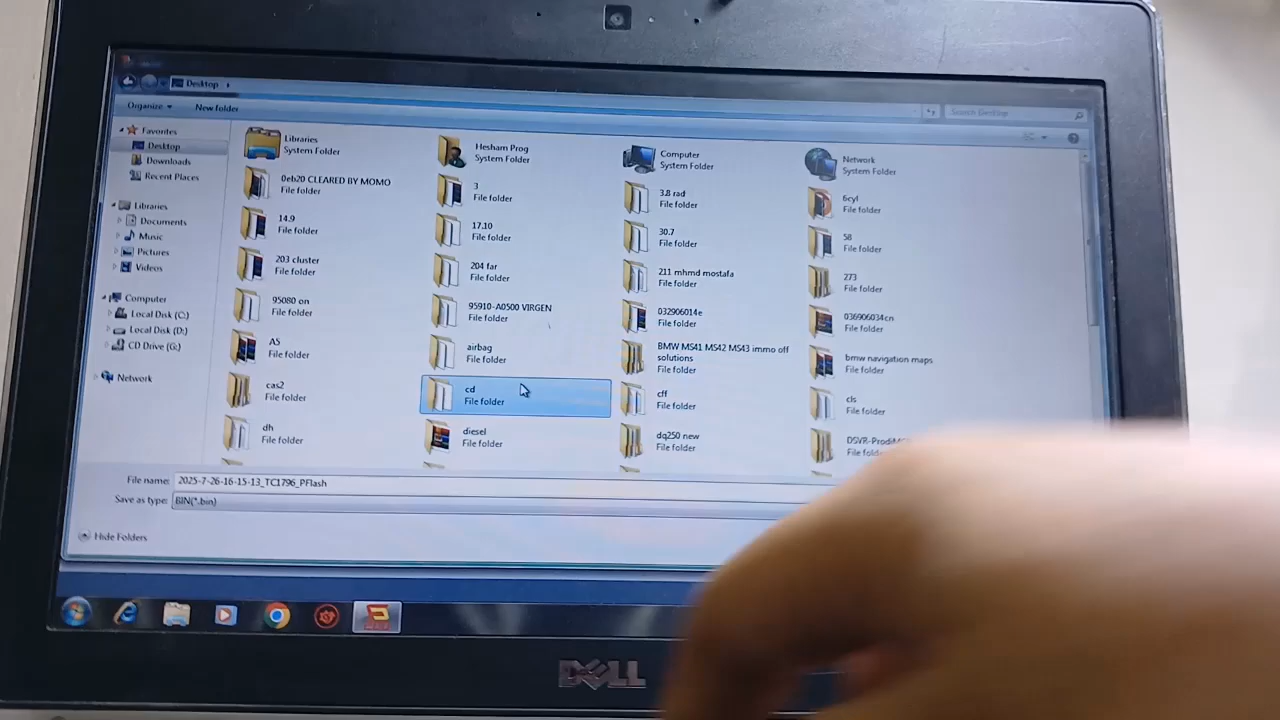 Desktop
Organize
New folder
Search Desktop
Favorites
Desktop
Downloads
Recent Places
Libraries
Documents
Music
Pictures
Videos
Computer
Local Disk (C:)
Local Disk (D:)
CD Drive (G:)
Network
Libraries
System Folder
Hesham Prog
System Folder
Computer
System Folder
Network
System Folder
0eb20 CLEARED BY MOMO
File folder
3
File folder
3.8 rad
File folder
6cyl
File folder
14.9
File folder
17.10
File folder
30.7
File folder
58
File folder
203 cluster
File folder
204 far
File folder
211 mhmd mostafa
File folder
273
File folder
95080 on
File folder
95910-A0500 VIRGEN
File folder
032906014e
File folder
036906034cn
File folder
A5
File folder
airbag
File folder
BMW MS41 MS42 MS43 immo off
solutions
File folder
bmw navigation maps
File folder
cas2
File folder
cd
File folder
cff
File folder
cls
File folder
dh
File folder
diesel
File folder
dq250 new
File folder
File name: 2025-7-26-16-15-13_TC1796_PFlash
Save as type: BIN(*.bin)
Hide Folders
DELL